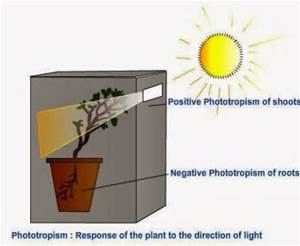 Positive Phototropism of shoots
Negative Phototropism of roots
Phototropism : Response of the plant to the direction of light